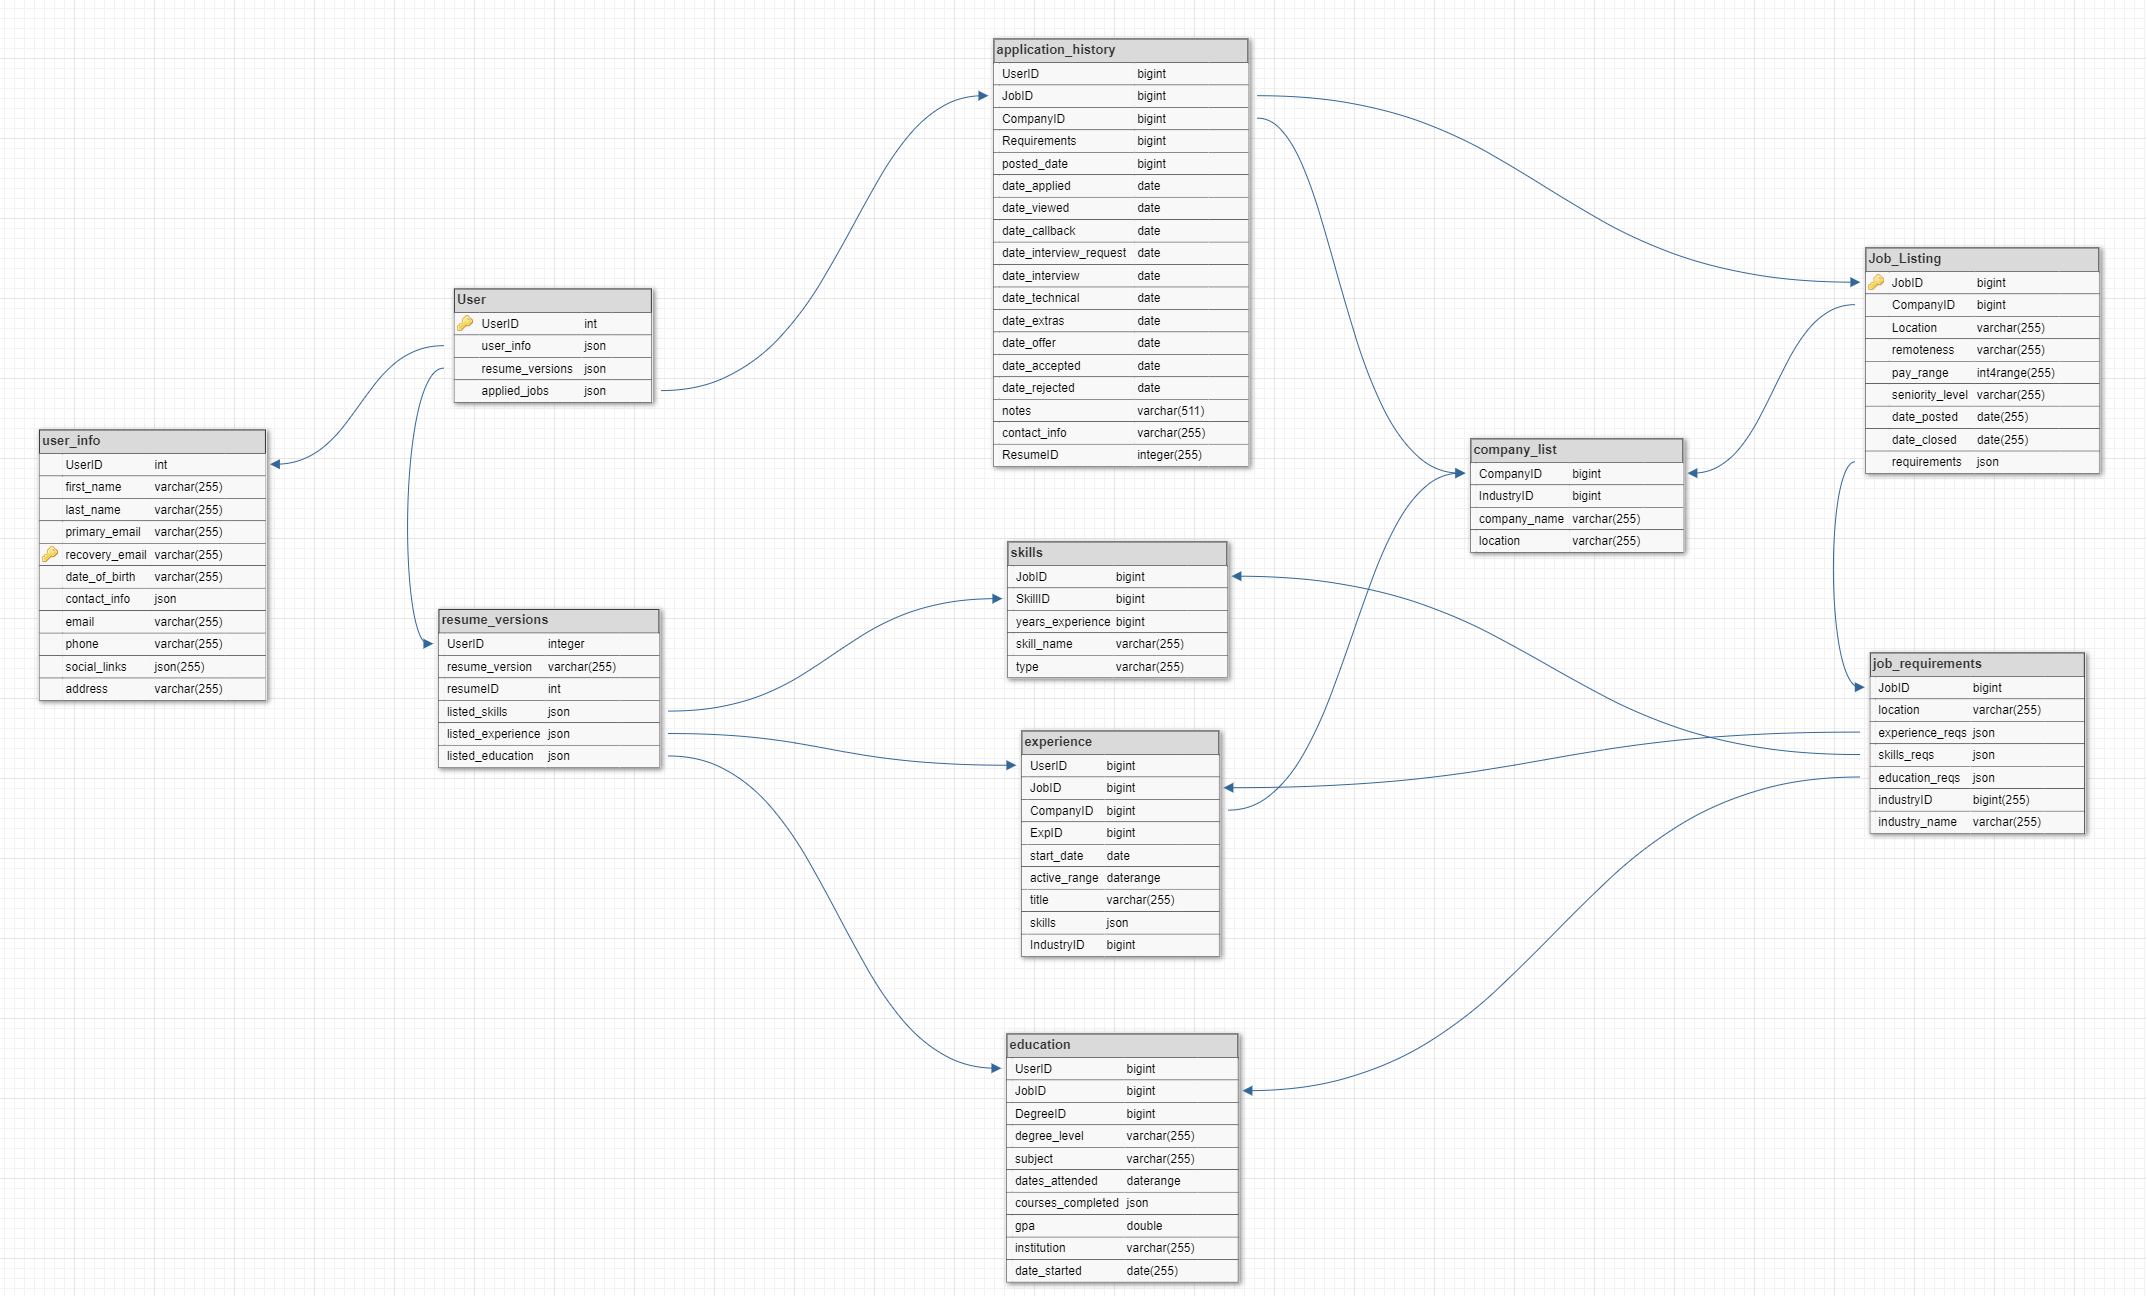 application_history
UserID bigint
JobID bigint
CompanyID bigint
Requirements bigint
posted_date bigint
date_applied date
date_viewed date
date_callback date
date_interview_request date
date_interview date
date_technical date
date_extras date
date_offer date
date_accepted date
date_rejected date
notes varchar(511)
contact_info varchar(255)
ResumeID integer(255)
Job_Listing
JobID bigint
CompanyID bigint
Location varchar(255)
remoteness varchar(255)
pay_range int4range(255)
seniority_level varchar(255)
date_posted date(255)
date_closed date(255)
requirements json
User
UserID int
user_info json
resume_versions json
applied_jobs json
user_info
UserID int
first_name varchar(255)
last_name varchar(255)
primary_email varchar(255)
recovery_email varchar(255)
date_of_birth varchar(255)
contact_info json
email varchar(255)
phone varchar(255)
social_links json(255)
address varchar(255)
company_list
CompanyID bigint
IndustryID bigint
company_name varchar(255)
location varchar(255)
skills
JobID bigint
SkillID bigint
years_experience bigint
skill_name varchar(255)
type varchar(255)
resume_versions
UserID integer
resume_version varchar(255)
resumeID int
listed_skills json
listed_experience json
listed_education json
job_requirements
JobID bigint
location varchar(255)
experience_reqs json
skills_reqs json
education_reqs json
industryID bigint(255)
industry_name varchar(255)
experience
UserID bigint
JobID bigint
CompanyID bigint
ExpID bigint
start_date date
active_range daterange
title varchar(255)
skills json
IndustryID bigint
education
UserID bigint
JobID bigint
DegreeID bigint
degree_level varchar(255)
subject varchar(255)
dates_attended daterange
courses_completed json
gpa double
institution varchar(255)
date_started date(255)